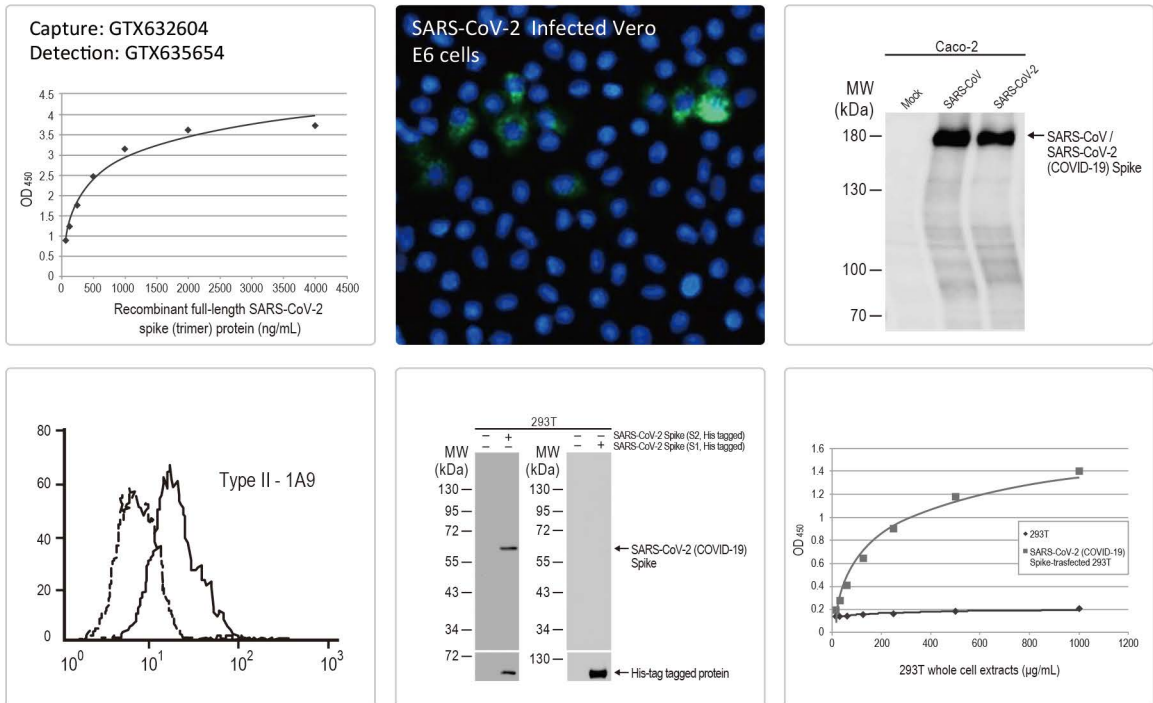 Capture: GTX632604
Detection: GTX635654
4.5
4
3.5
3
2.5
2
1.5
1
0.5
0
OD 450
0 500 1000 1500 2000 2500 3000 3500 4000 4500
Recombinant full-length SARS-CoV-2
spike (trimer) protein (ng/mL)
SARS-CoV-2 Infected Vero
E6 cells
Caco-2
MW
(kDa)
Mock
SARS-CoV
SARS-CoV-2
180
130
100
70
SARS-CoV /
SARS-CoV-2
(COVID-19) Spike
80
60
40
20
0
Type II - 1A9
10⁰ 10¹ 10² 10³
293T
– + SARS-CoV-2 Spike (S2, His tagged)
– – – + SARS-CoV-2 Spike (S1, His tagged)
MW
(kDa)
130
95
72
55
43
34
72
MW
(kDa)
130
95
72
55
43
34
130
SARS-CoV-2 (COVID-19)
Spike
His-tag tagged protein
1.6
1.4
1.2
1
0.8
0.6
0.4
0.2
0
OD 450
293T
SARS-CoV-2 (COVID-19)
Spike-trasfected 293T
0 200 400 600 800 1000 1200
293T whole cell extracts (µg/mL)